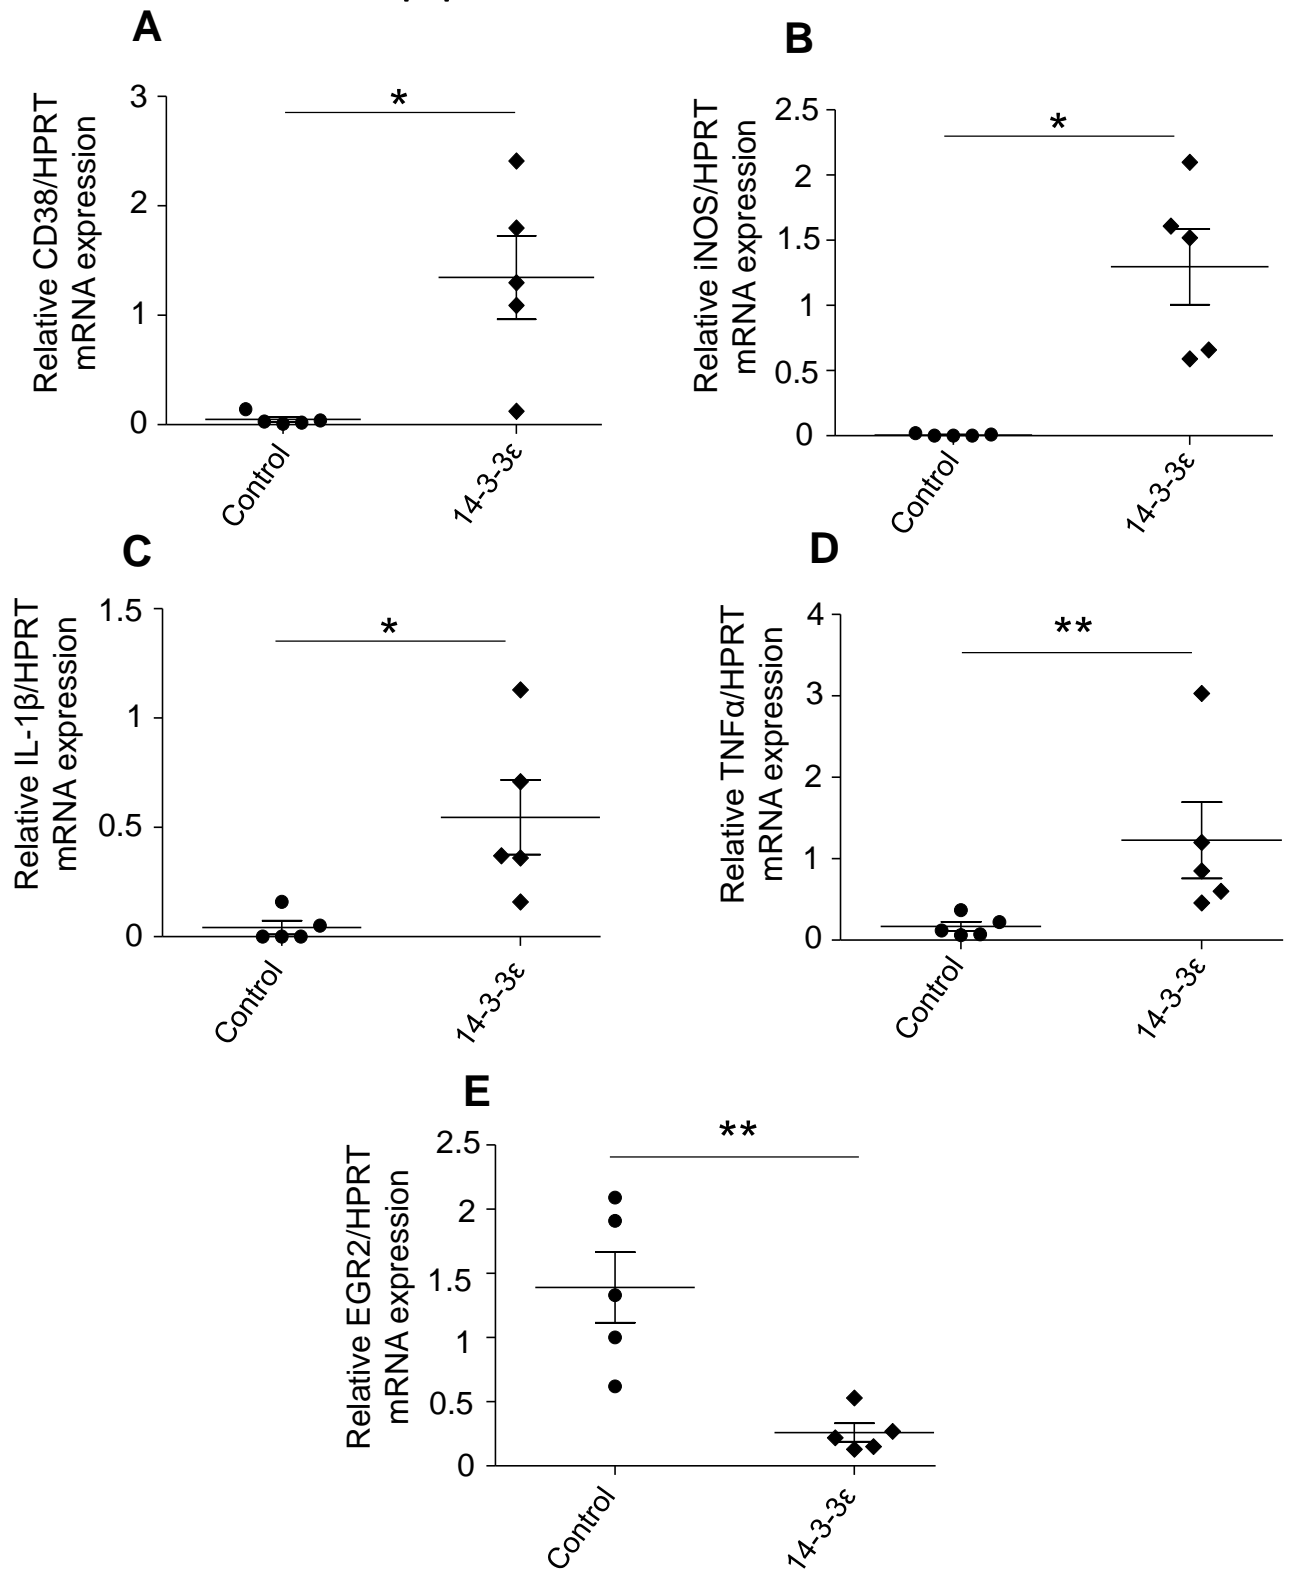 A
Relative CD38/HPRT
mRNA expression
3
2
1
0
*
Control
14-3-3ε
B
Relative iNOS/HPRT
mRNA expression
2.5
2
1.5
1
0.5
0
*
Control
14-3-3ε
C
Relative IL-1β/HPRT
mRNA expression
1.5
1
0.5
0
*
Control
14-3-3ε
D
Relative TNFα/HPRT
mRNA expression
4
3
2
1
0
**
Control
14-3-3ε
E
Relative EGR2/HPRT
mRNA expression
2.5
2
1.5
1
0.5
0
**
Control
14-3-3ε